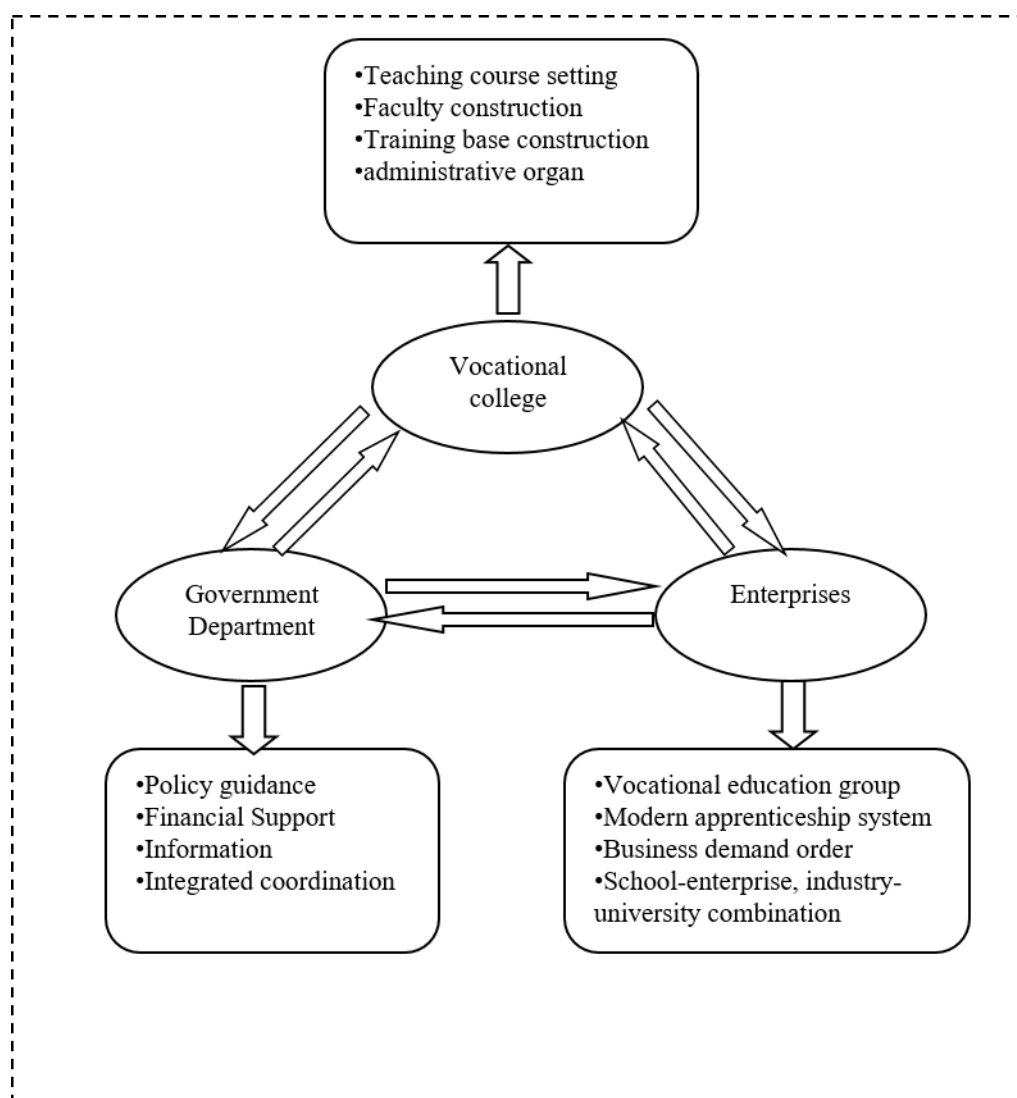 •Teaching course setting
•Faculty construction
•Training base construction
•administrative organ
Vocational
college
Government
Department
Enterprises
•Policy guidance
•Financial Support
•Information
•Integrated coordination
•Vocational education group
•Modern apprenticeship system
•Business demand order
•School-enterprise, industry-
university combination